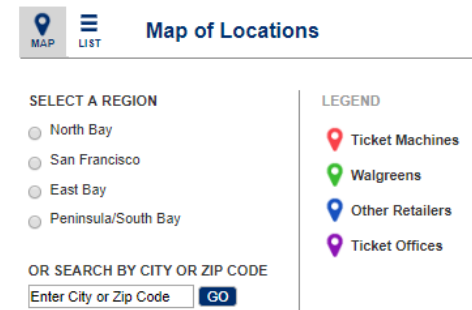 MAP
LIST
Map of Locations
SELECT A REGION
North Bay
San Francisco
East Bay
Peninsula/South Bay
OR SEARCH BY CITY OR ZIP CODE
Enter City or Zip Code GO
LEGEND
Ticket Machines
Walgreens
Other Retailers
Ticket Offices